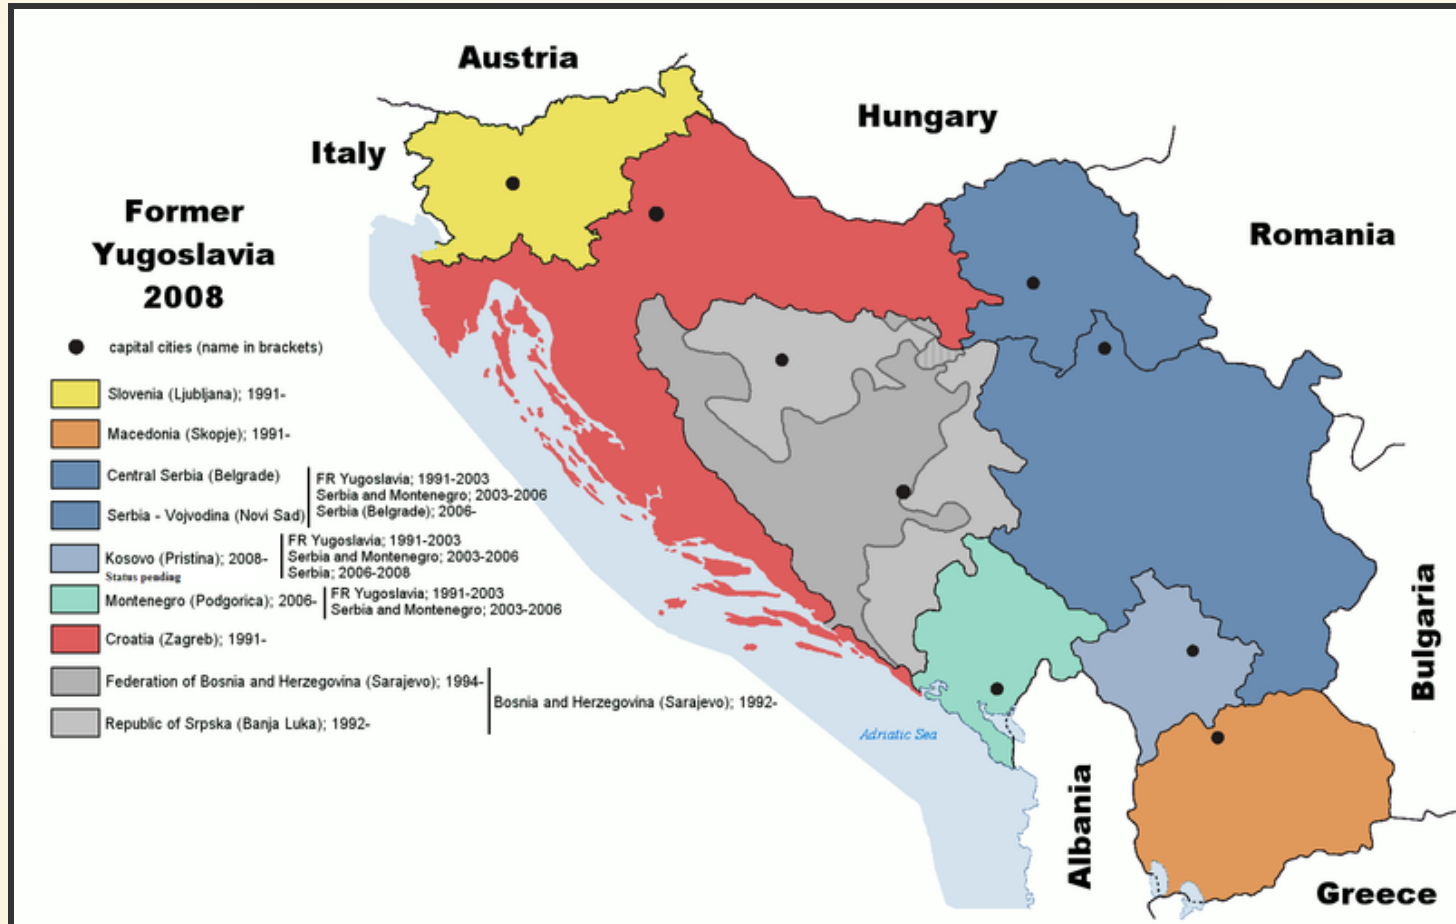 Austria
Hungary
Italy
Romania
Former
Yugoslavia
2008
capital cities (name in brackets)
Slovenia (Ljubljana); 1991-
Macedonia (Skopje); 1991-
Central Serbia (Belgrade)
Serbia - Vojvodina (Novi Sad)
FR Yugoslavia; 1991-2003
Serbia and Montenegro; 2003-2006
Serbia (Belgrade); 2006-
Kosovo (Pristina); 2008-
Status pending
FR Yugoslavia; 1991-2003
Serbia and Montenegro; 2003-2006
Serbia; 2006-2008
Montenegro (Podgorica); 2006-
FR Yugoslavia; 1991-2003
Serbia and Montenegro; 2003-2006
Croatia (Zagreb); 1991-
Federation of Bosnia and Herzegovina (Sarajevo); 1994-
Republic of Srpska (Banja Luka); 1992-
Bosnia and Herzegovina (Sarajevo); 1992-
Adriatic Sea
Bulgaria
Albania
Greece